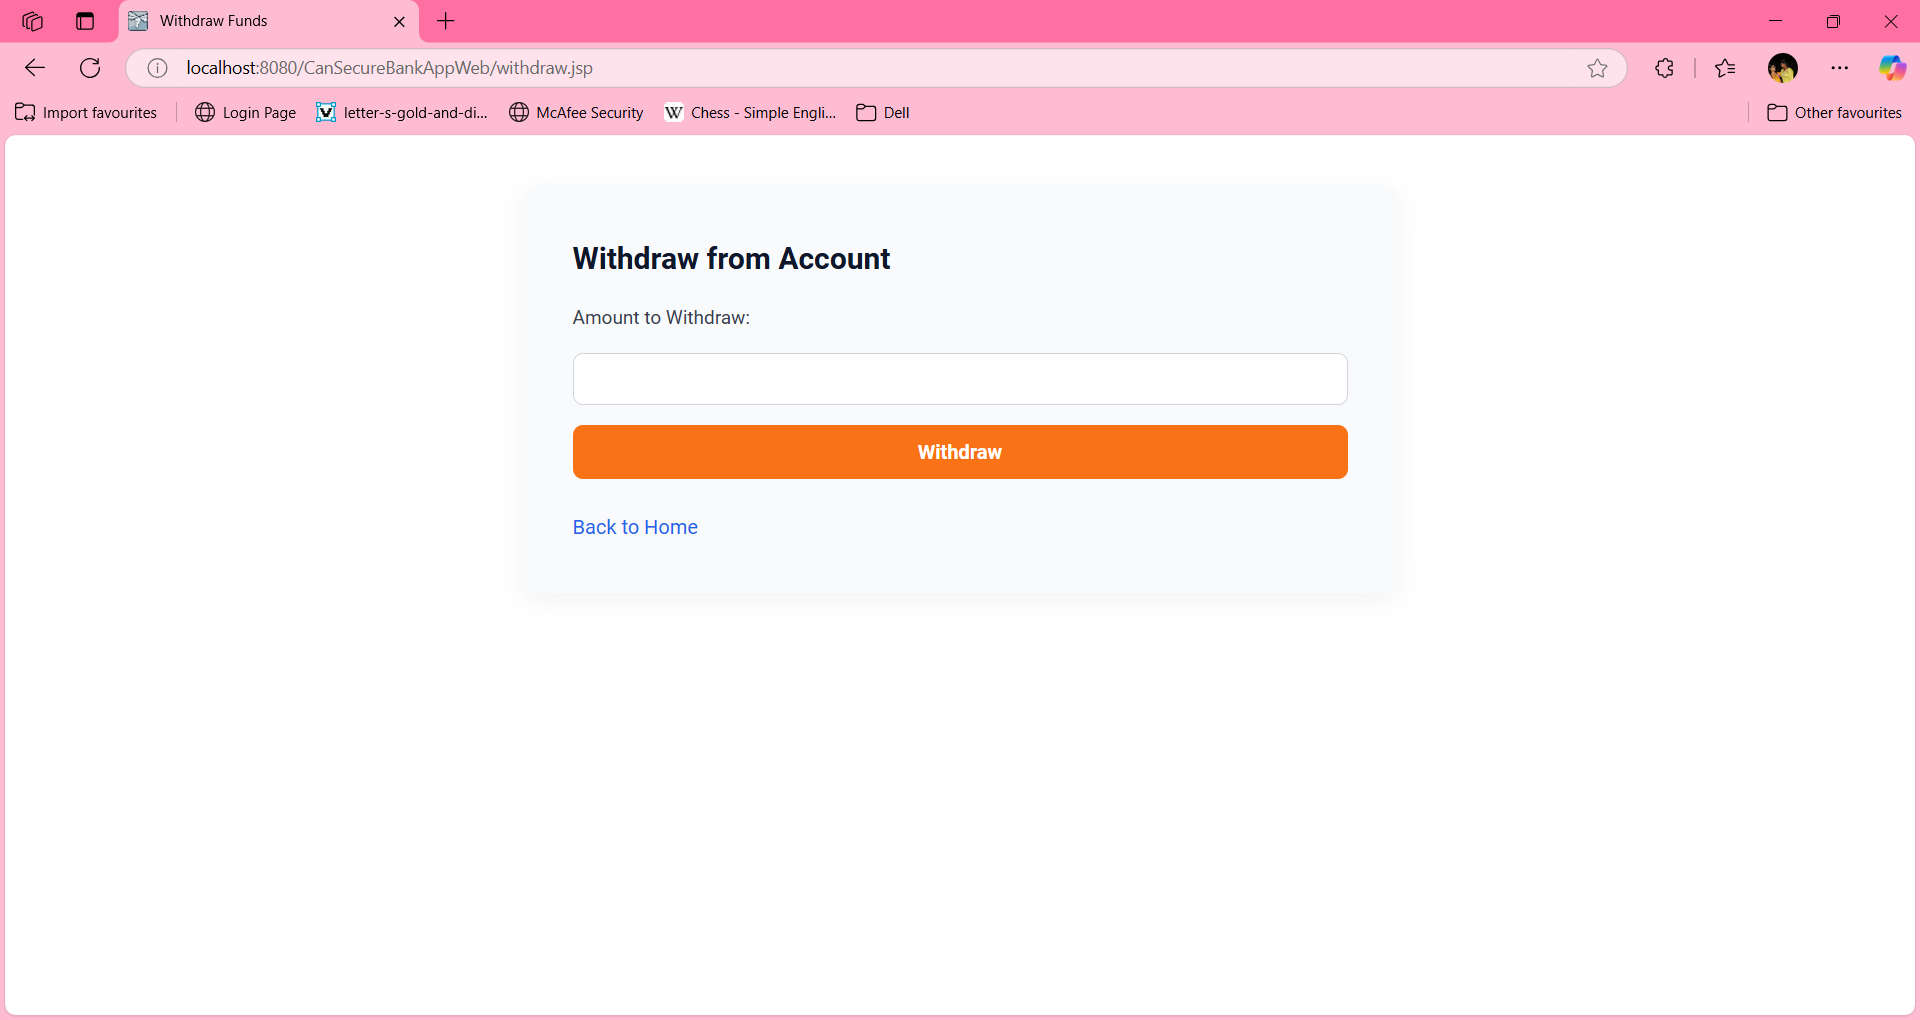 Withdraw Funds
localhost:8080/CanSecureBankAppWeb/withdraw.jsp
Import favourites
Login Page
letter-s-gold-and-di...
McAfee Security
W
Chess - Simple Engli...
Dell
Other favourites
Withdraw from Account
Amount to Withdraw:
Withdraw
Back to Home